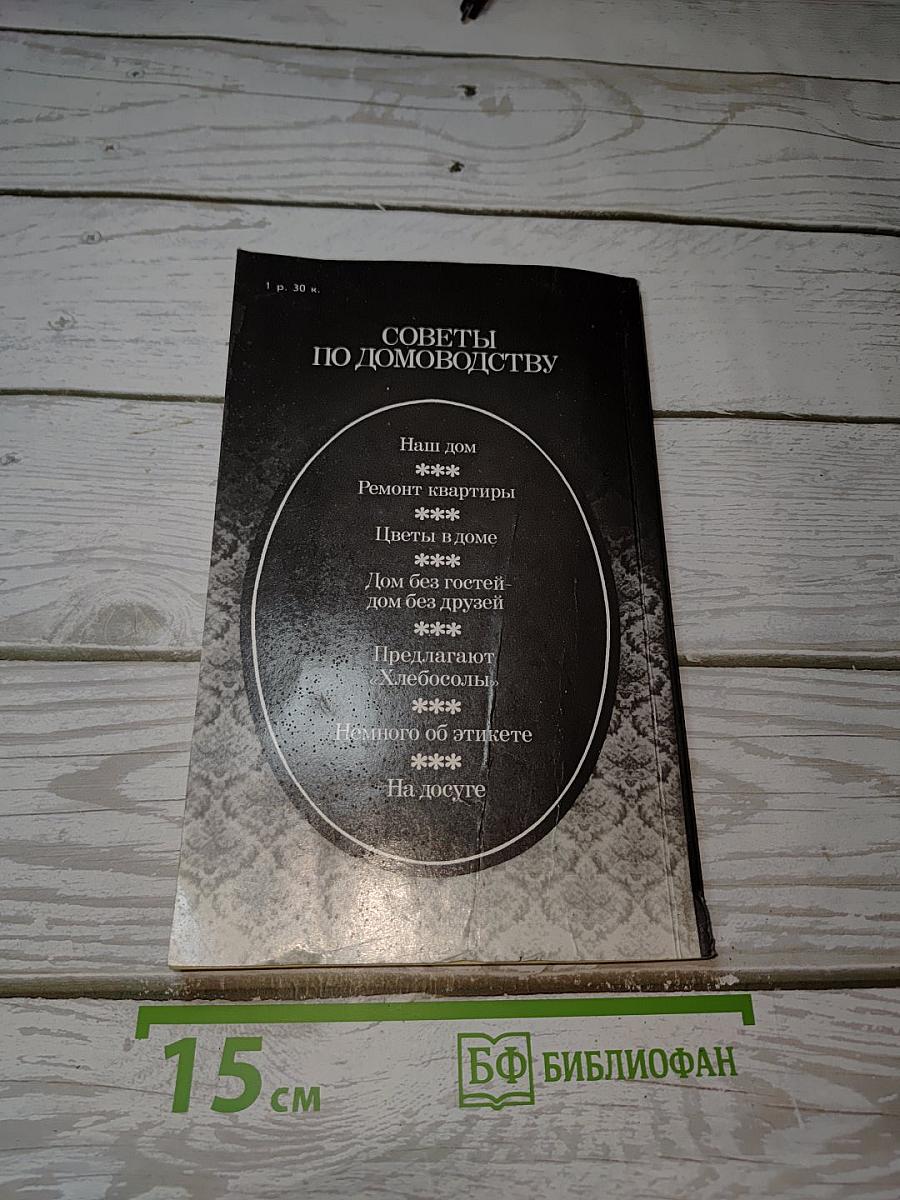 1 р. 30 к.
СОВЕТЫ
ПО ДОМОВОДСТВУ
Наш дом
***
Ремонт квартиры
***
Цветы в доме
***
Дом без гостей-
дом без друзей
***
Предлагают
«Хлебосолы»
***
Немного об этикете
***
На досуге
15 см
БФ БИБЛИОФАН